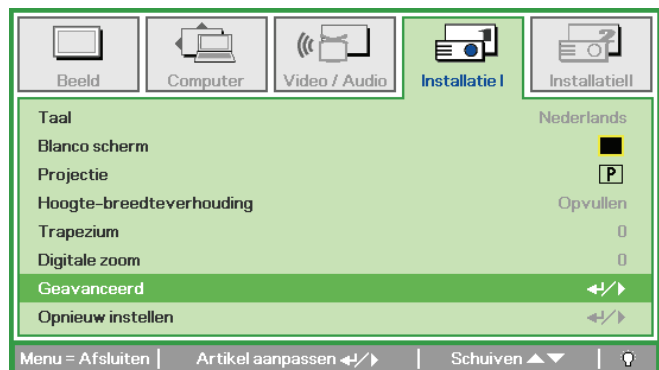 Beeld Computer Video / Audio Installatie I InstallatieII
Taal Nederlands
Blanco scherm
Projectie P
Hoogte-breedteverhouding Opvullen
Trapezium 0
Digitale zoom 0
Geavanceerd ↵/▶
Opnieuw instellen ↵/▶
Menu = Afsluiten | Artikel aanpassen ↵/▶ | Schuiven ▲▼ |